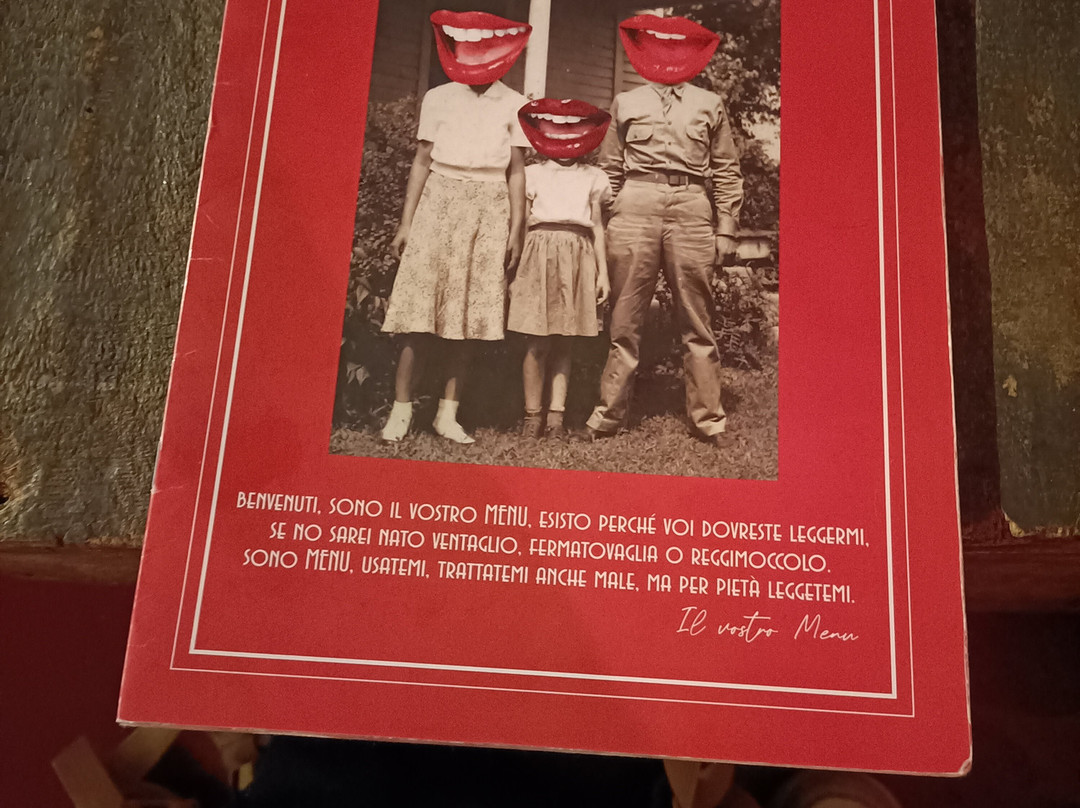 BENVENUTI, SONO IL VOSTRO MENU, ESISTO PERCHÉ VOI DOVRESTE LEGGERMI,
SE NO SAREI NATO VENTAGLIO, FERMATOVAGLIA O REGGIMOCCOLO.
SONO MENU, USATEMI, TRATTATEMI ANCHE MALE, MA PER PIETÀ LEGGETEMI.
Il vostro Menu